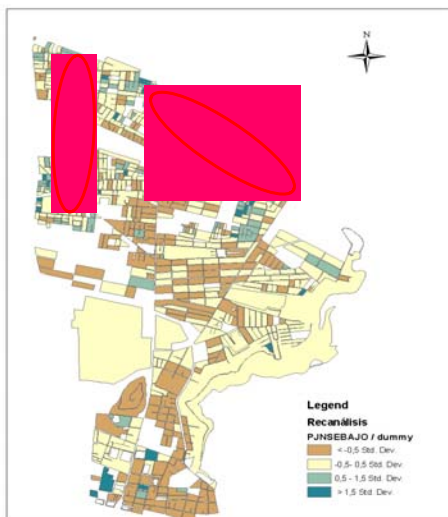 N
Legend
Recanálisis
PJNSEBAJO / dummy
< -0,5 Std. Dev.
-0,5- 0,5 Std. Dev.
0,5 - 1,5 Std. Dev.
> 1,5 Std. Dev.